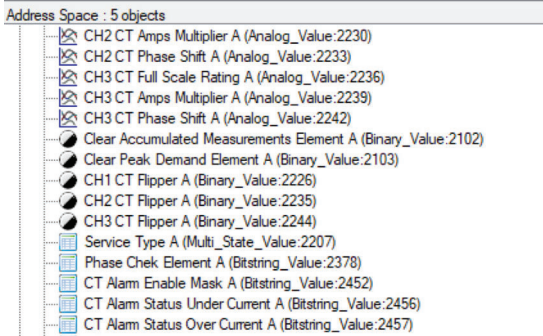 Address Space : 5 objects
CH2 CT Amps Multiplier A (Analog_Value:2230)
CH2 CT Phase Shift A (Analog_Value:2233)
CH3 CT Full Scale Rating A (Analog_Value:2236)
CH3 CT Amps Multiplier A (Analog_Value:2239)
CH3 CT Phase Shift A (Analog_Value:2242)
Clear Accumulated Measurements Element A (Binary_Value:2102)
Clear Peak Demand Element A (Binary_Value:2103)
CH1 CT Flipper A (Binary_Value:2226)
CH2 CT Flipper A (Binary_Value:2235)
CH3 CT Flipper A (Binary_Value:2244)
Service Type A (Multi_State_Value:2207)
Phase Chek Element A (Bitstring_Value:2378)
CT Alarm Enable Mask A (Bitstring_Value:2452)
CT Alarm Status Under Current A (Bitstring_Value:2456)
CT Alarm Status Over Current A (Bitstring_Value:2457)